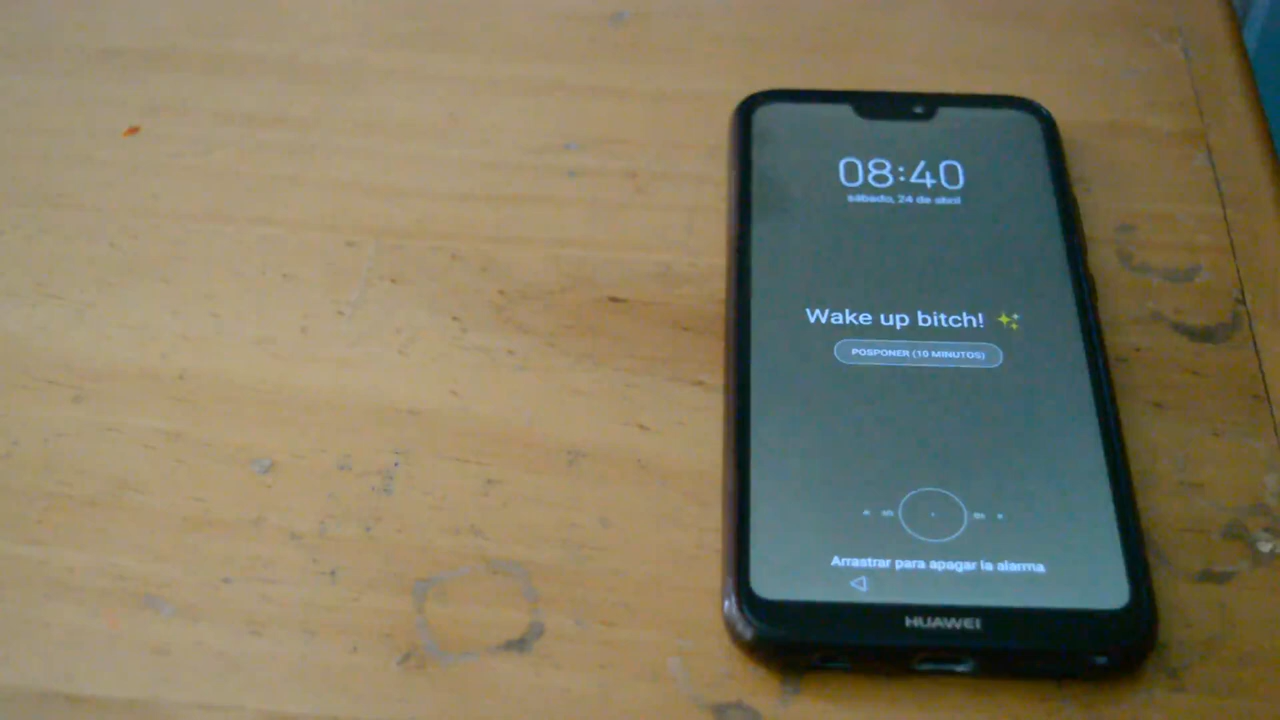 08:40
sábado, 24 de abril
Wake up bitch! ✨
POSPONER (10 MINUTOS)
Arrastrar para apagar la alarma
HUAWEI